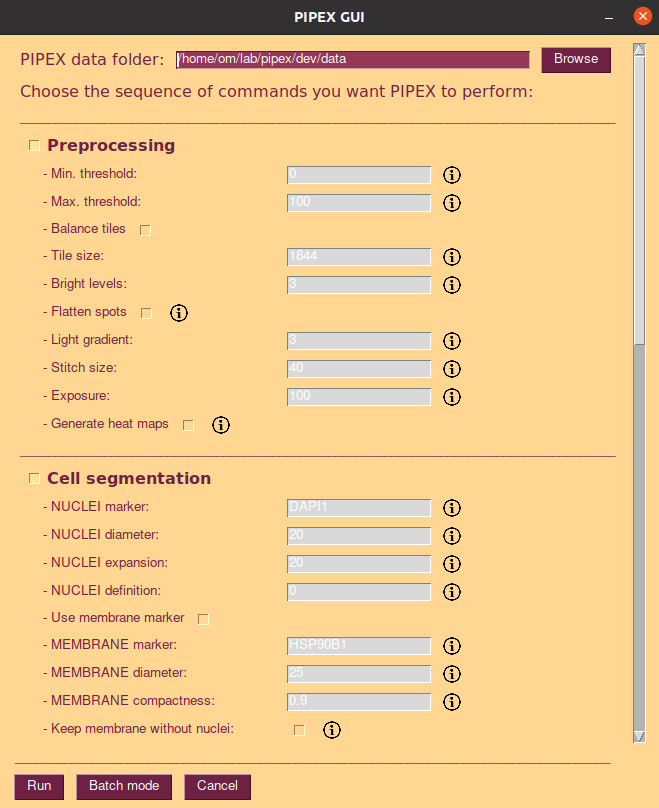 PIPEX GUI
PIPEX data folder: /home/om/lab/pipex/dev/data Browse
Choose the sequence of commands you want PIPEX to perform:
Preprocessing
- Min. threshold: 0
- Max. threshold: 100
- Balance tiles
- Tile size: 1844
- Bright levels: 3
- Flatten spots
- Light gradient: 3
- Stitch size: 40
- Exposure: 100
- Generate heat maps
Cell segmentation
- NUCLEI marker: DAPI1
- NUCLEI diameter: 20
- NUCLEI expansion: 20
- NUCLEI definition: 0
- Use membrane marker
- MEMBRANE marker: HSP90B1
- MEMBRANE diameter: 25
- MEMBRANE compactness: 0.9
- Keep membrane without nuclei:
Run Batch mode Cancel